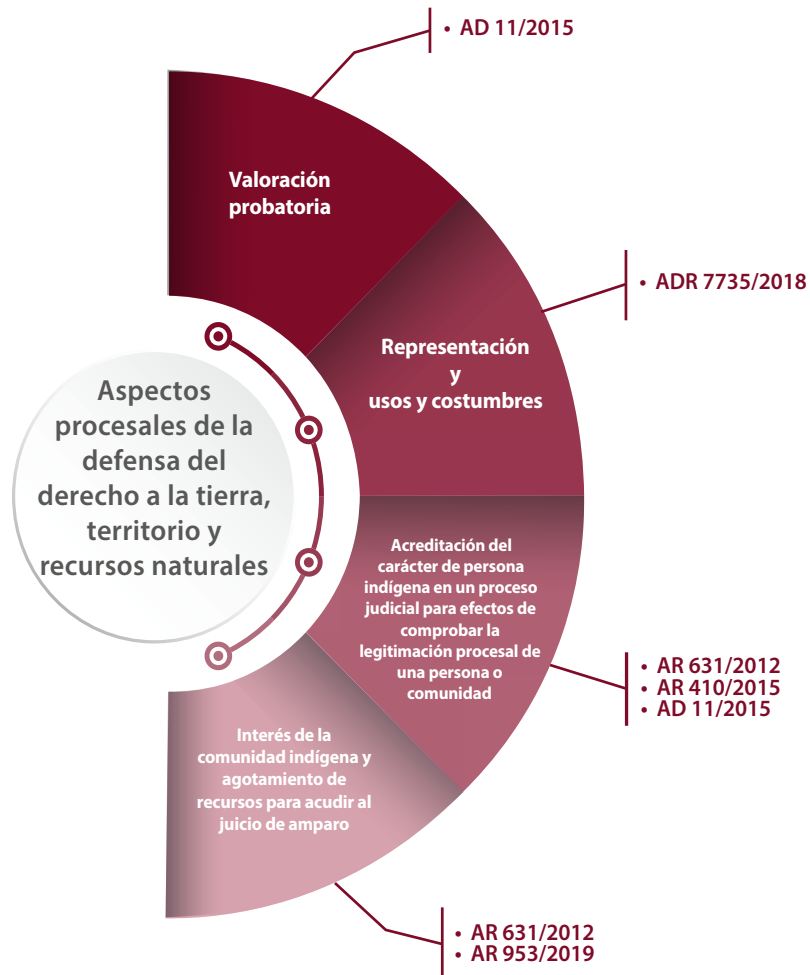 • AD 11/2015
Valoración
probatoria
• ADR 7735/2018
Representación
y
usos y costumbres
Aspectos
procesales de la
defensa del
derecho a la tierra,
territorio y
recursos naturales
Acreditación del
carácter de persona
indígena en un proceso
judicial para efectos de
comprobar la
legitimación procesal de
una persona o
comunidad
• AR 631/2012
• AR 410/2015
• AD 11/2015
Interés de la
comunidad indígena y
agotamiento de
recursos para acudir al
juicio de amparo
• AR 631/2012
• AR 953/2019